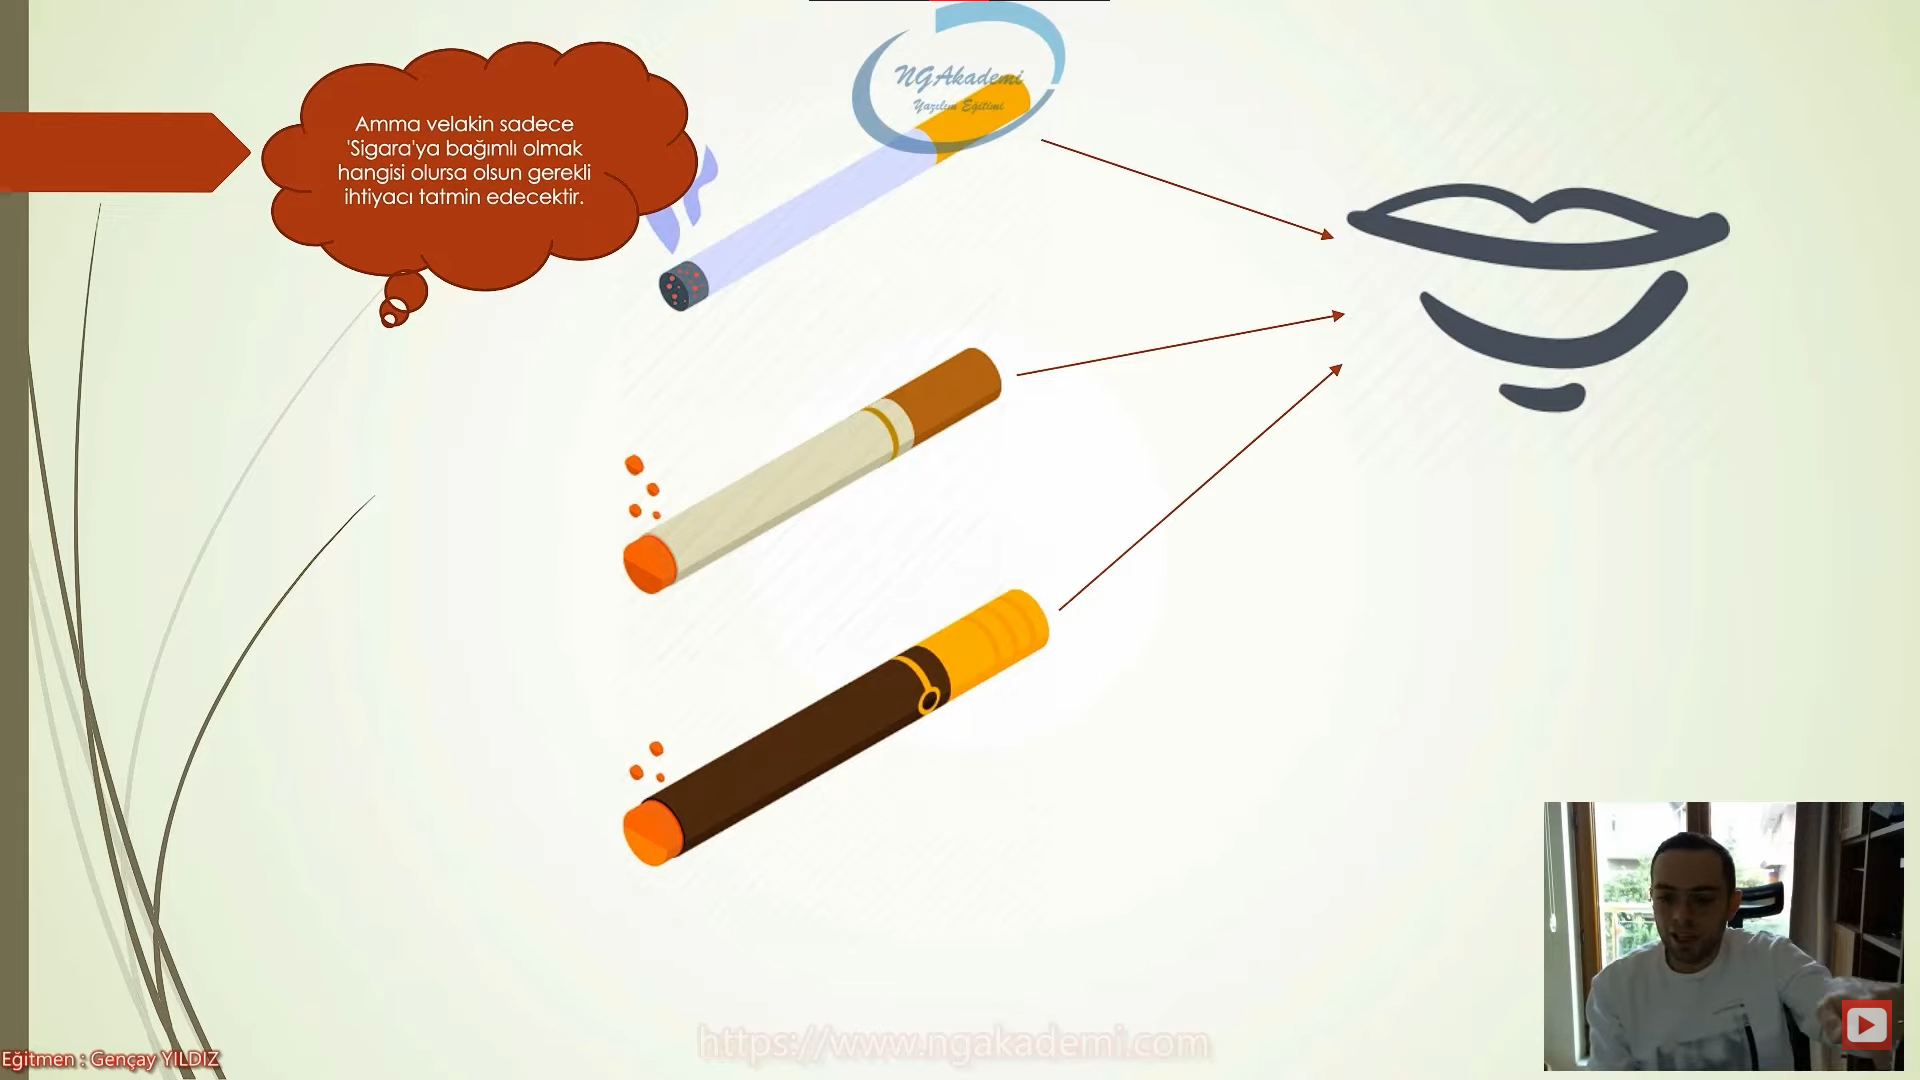 NGAkademi
Yazılım Eğitimi
Amma velakin sadece
'Sigara'ya bağımlı olmak
hangisi olursa olsun gerekli
ihtiyacı tatmin edecektir.
https://www.ngakademi.com
Eğitmen : Gençay YILDIZ